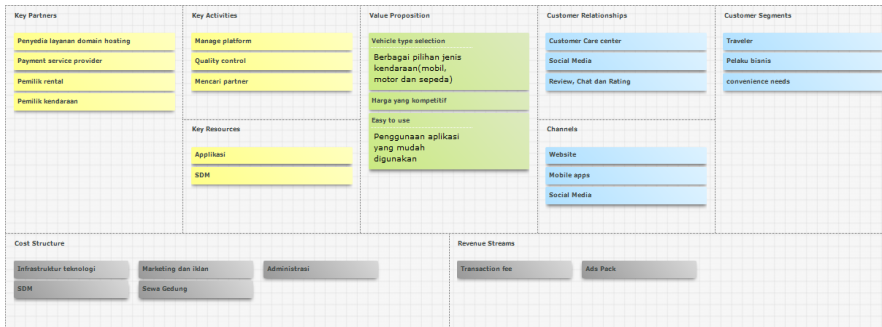 Key Partners
Penyedia layanan domain hosting
Payment service provider
Pemilik rental
Pemilik kendaraan
Key Activities
Manage platform
Quality control
Mencari partner
Key Resources
Applikasi
SDM
Value Proposition
Vehicle type selection
Berbagai pilihan jenis
kendaraan(mobil,
motor dan sepeda)
Harga yang kompetitif
Easy to use
Penggunaan aplikasi
yang mudah
digunakan
Customer Relationships
Customer Care center
Social Media
Review, Chat dan Rating
Channels
Website
Mobile apps
Social Media
Customer Segments
Traveler
Pelaku bisnis
convenience needs
Cost Structure
Infrastruktur teknologi
Marketing dan iklan
Administrasi
SDM
Sewa Gedung
Revenue Streams
Transaction fee
Ads Pack